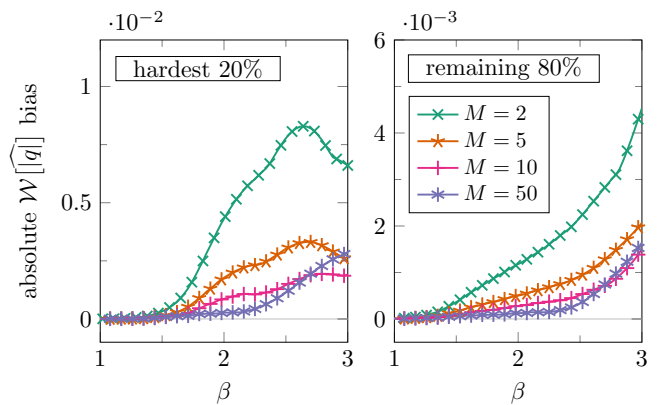 ·10⁻² ·10⁻³
absolute 𝒲[|q|]̂ bias
1
0.5
0
hardest 20%
1 2 3
β
6
4
2
0
remaining 80%
M = 2
M = 5
M = 10
M = 50
1 2 3
β